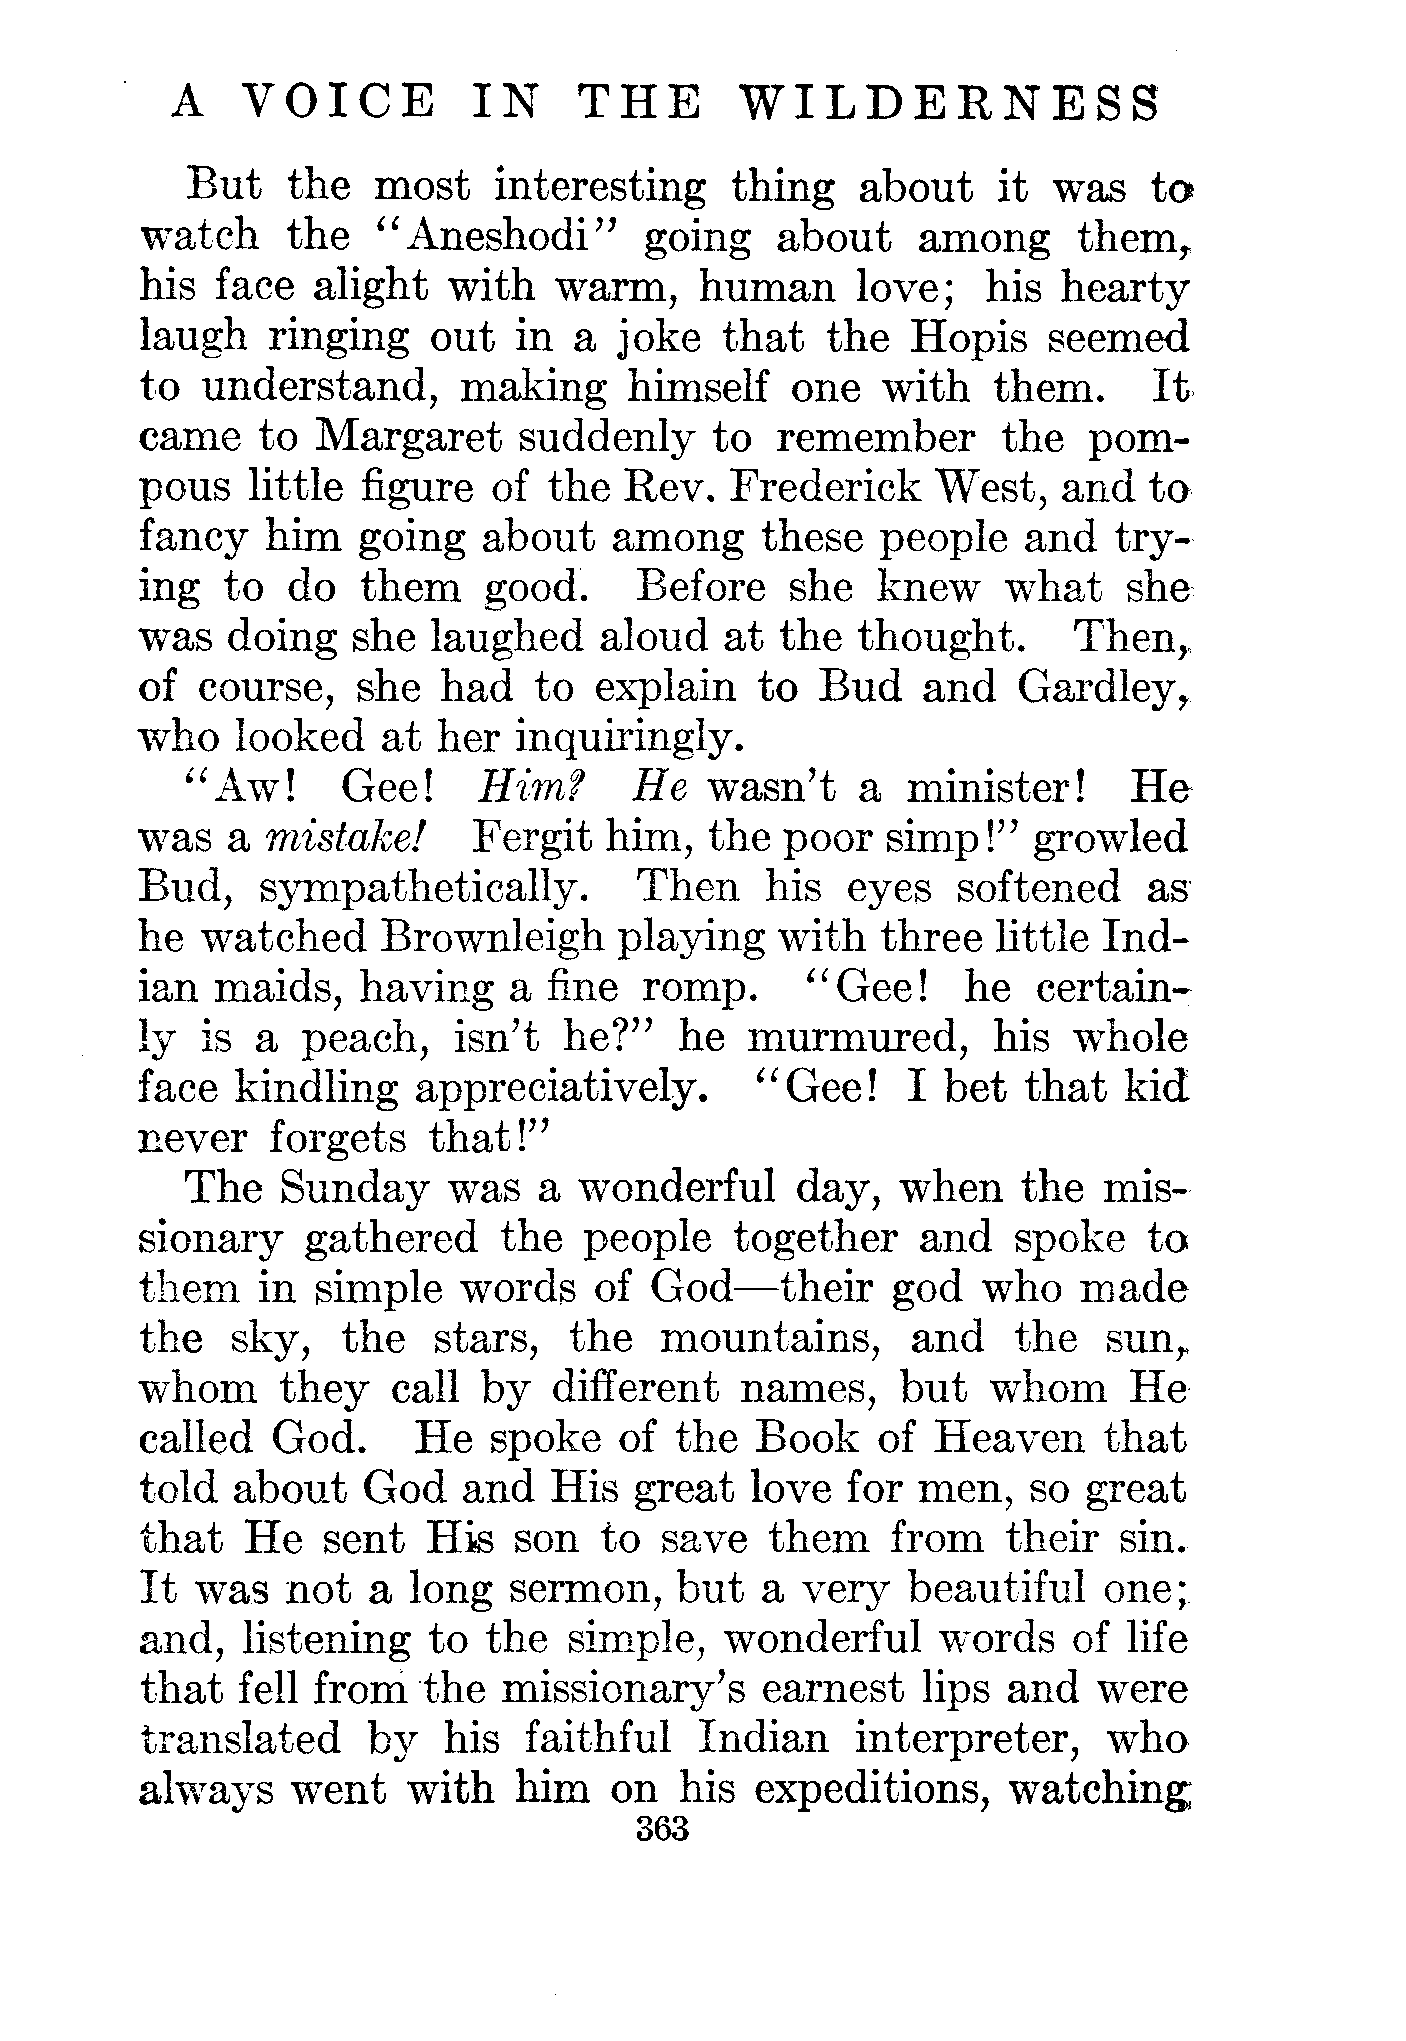 A VOICE IN THE WILDERNESS
But the most interesting thing about it was to
watch the "Aneshodi" going about among them,
his face alight with warm, human love; his hearty
laugh ringing out in a joke that the Hopis seemed
to understand, making himself one with them. It
came to Margaret suddenly to remember the pom-
pous little figure of the Rev. Frederick West, and to
fancy him going about among these people and try-
ing to do them good. Before she knew what she
was doing she laughed aloud at the thought. Then,
of course, she had to explain to Bud and Gardley,
who looked at her inquiringly.
"Aw! Gee! Him? He wasn't a minister! He
was a mistake! Fergit him, the poor simp!" growled
Bud, sympathetically. Then his eyes softened as
he watched Brownleigh playing with three little Ind-
ian maids, having a fine romp. "Gee! he certain-
ly is a peach, isn't he?" he murmured, his whole
face kindling appreciatively. "Gee! I bet that kid
never forgets that!"
The Sunday was a wonderful day, when the mis-
sionary gathered the people together and spoke to
them in simple words of God—their god who made
the sky, the stars, the mountains, and the sun,
whom they call by different names, but whom He
called God. He spoke of the Book of Heaven that
told about God and His great love for men, so great
that He sent His son to save them from their sin.
It was not a long sermon, but a very beautiful one;
and, listening to the simple, wonderful words of life
that fell from the missionary's earnest lips and were
translated by his faithful Indian interpreter, who
always went with him on his expeditions, watching
363